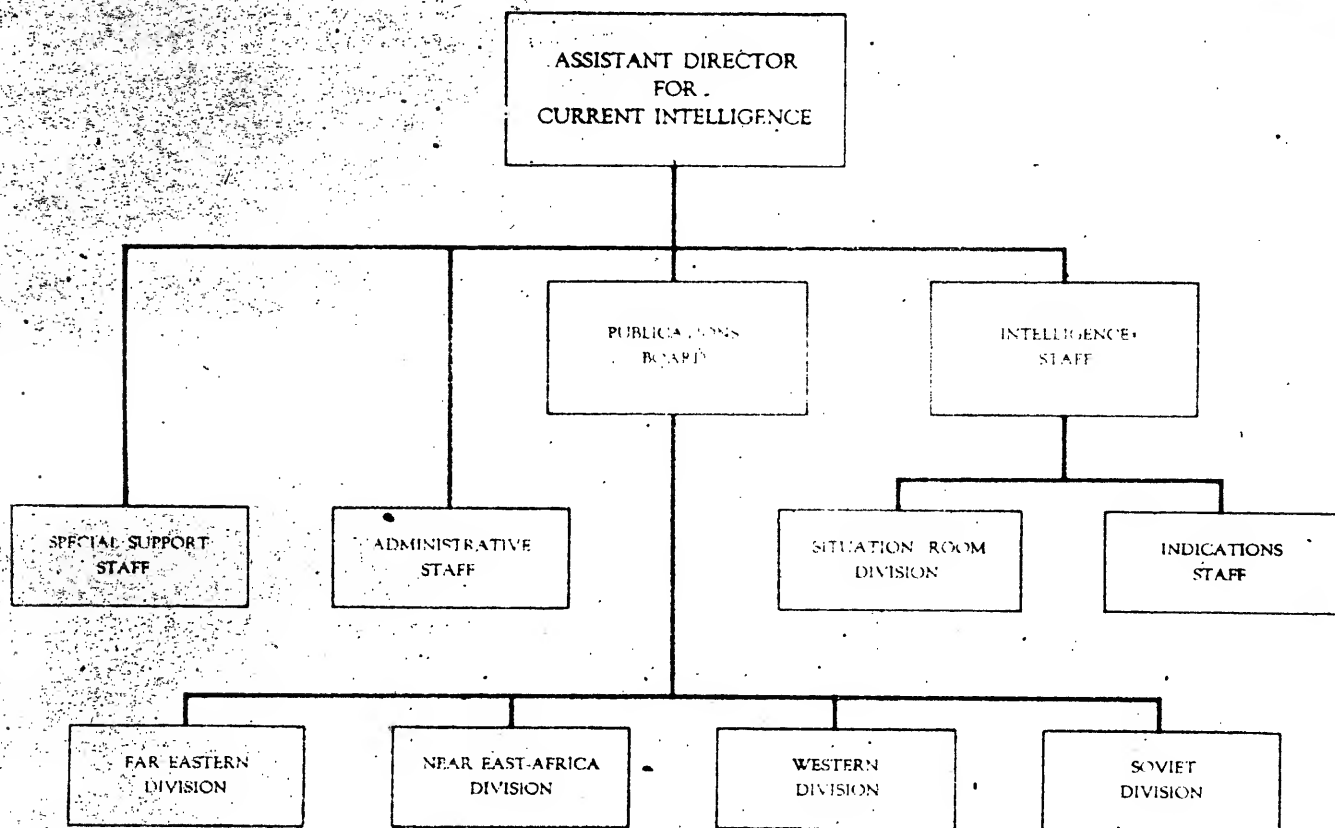 ASSISTANT DIRECTOR
FOR
CURRENT INTELLIGENCE
PUBLICATIONS
BOARD
INTELLIGENCE
STAFF
SPECIAL SUPPORT
STAFF
ADMINISTRATIVE
STAFF
SITUATION ROOM
DIVISION
INDICATIONS
STAFF
FAR EASTERN
DIVISION
NEAR EAST-AFRICA
DIVISION
WESTERN
DIVISION
SOVIET
DIVISION